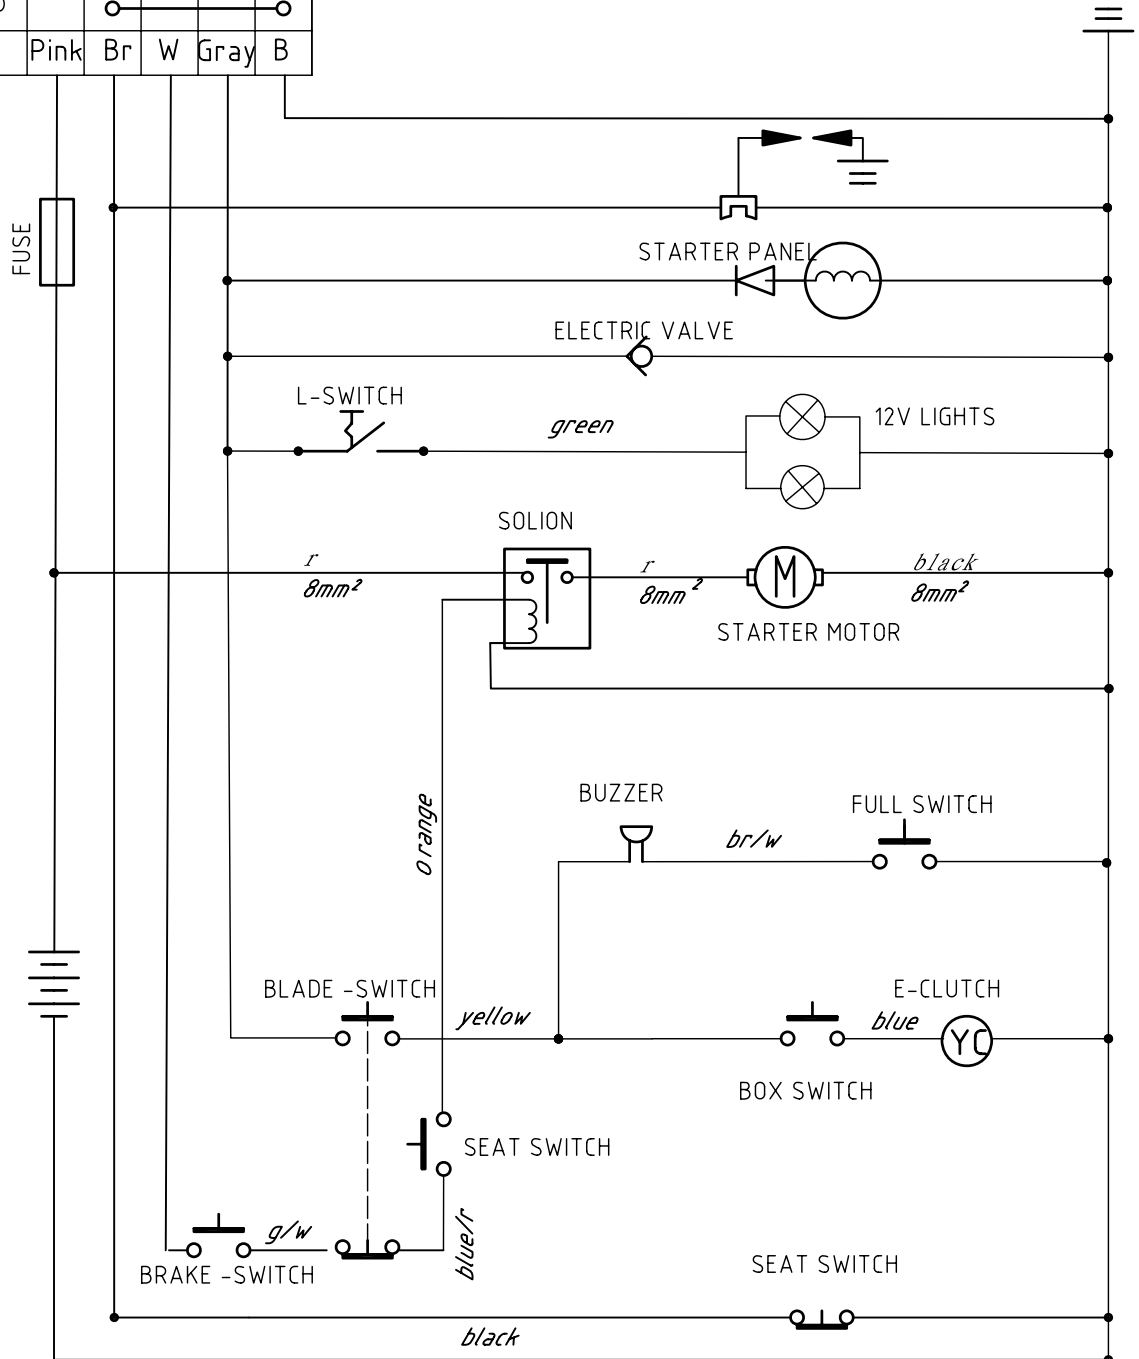 Pink Br W Gray B
FUSE
STARTER PANEL
ELECTRIC VALVE
L-SWITCH
green
12V LIGHTS
SOLION
r
8mm²
r
8mm²
M
black
8mm²
STARTER MOTOR
O range
BUZZER
FULL SWITCH
br/w
BLADE -SWITCH
yellow
E-CLUTCH
blue
YC
BOX SWITCH
SEAT SWITCH
g/w
blue/r
BRAKE -SWITCH
SEAT SWITCH
black